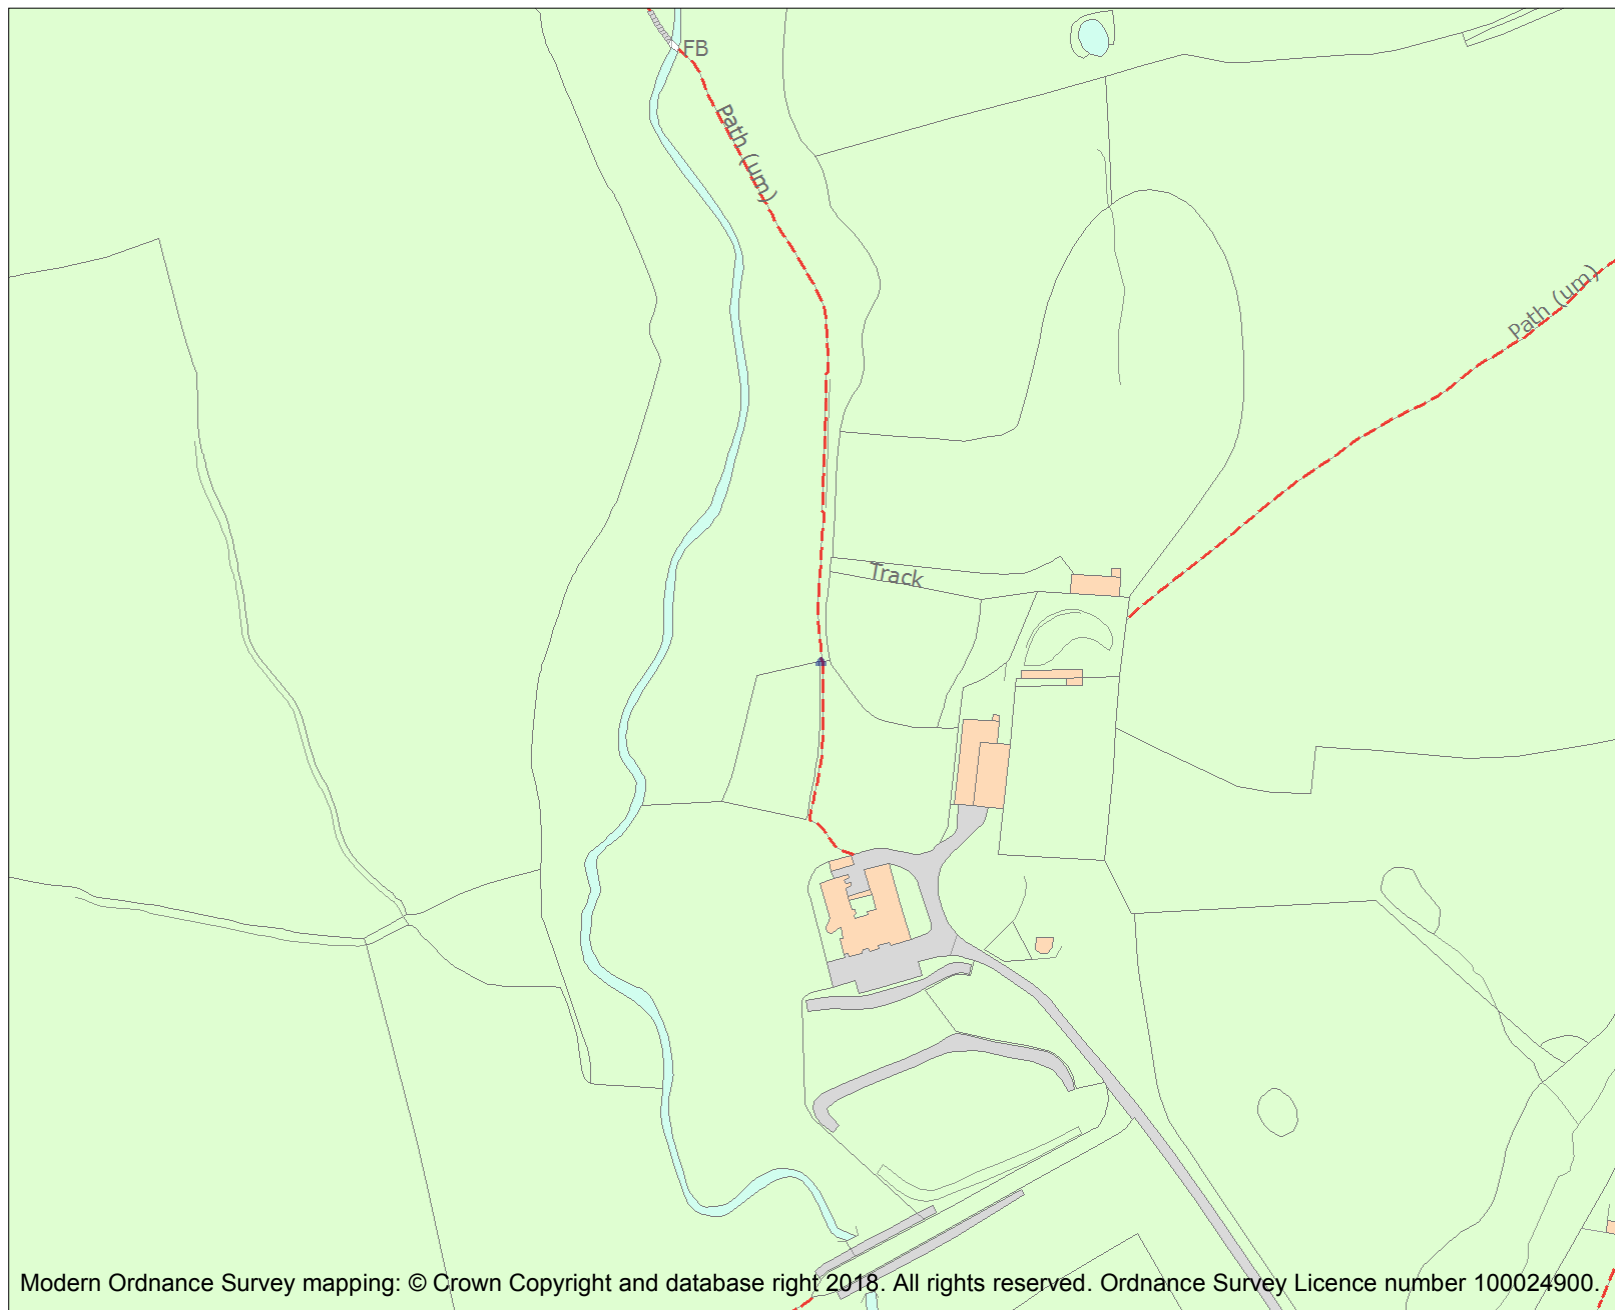 FB
Path (um)
Path (um)
Track
Modern Ordnance Survey mapping: © Crown Copyright and database right 2018. All rights reserved. Ordnance Survey Licence number 100024900.